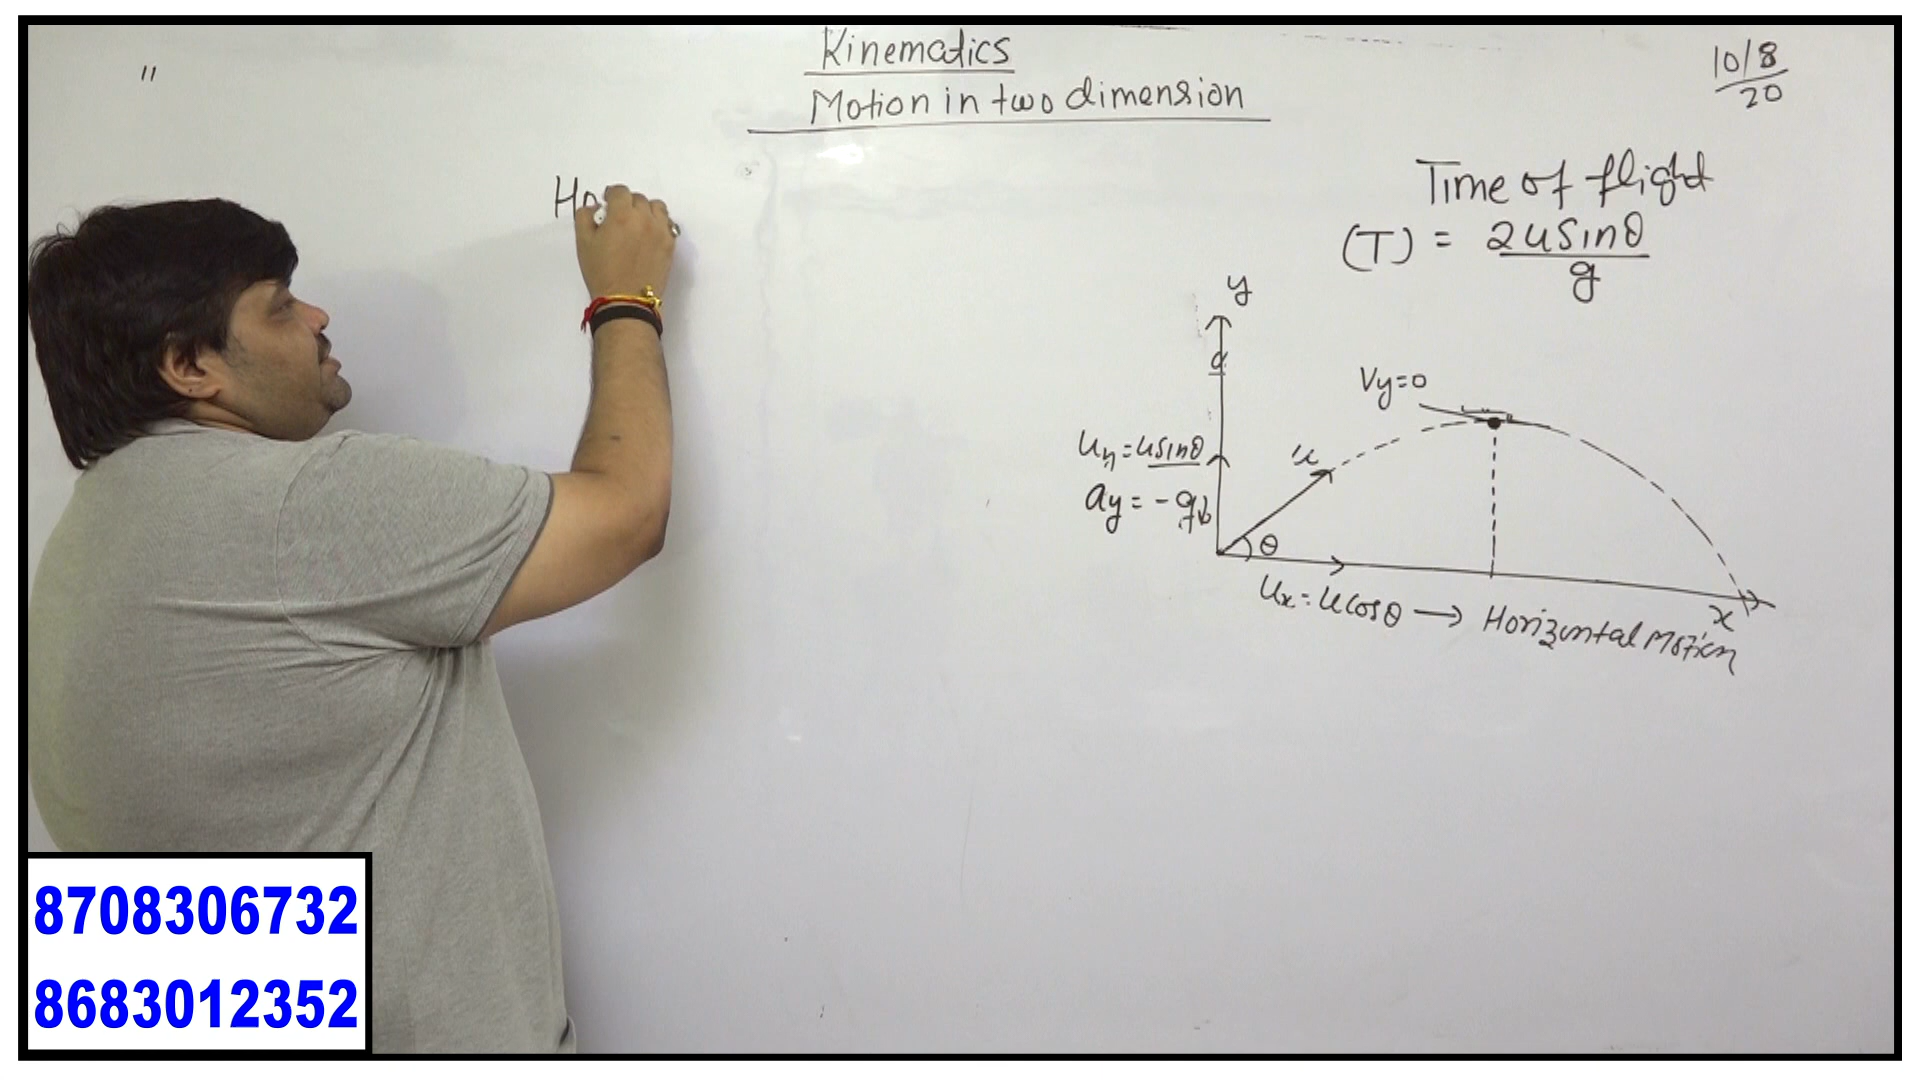 Kinematics
Motion in two dimension
10/8
20
Ho
Time of flight
(T) = 2usinθ
g
y
Vy=0
u
uy=usinθ
ay=-g↓
θ
x
ux=ucosθ → Horizontal Motion
8708306732
8683012352